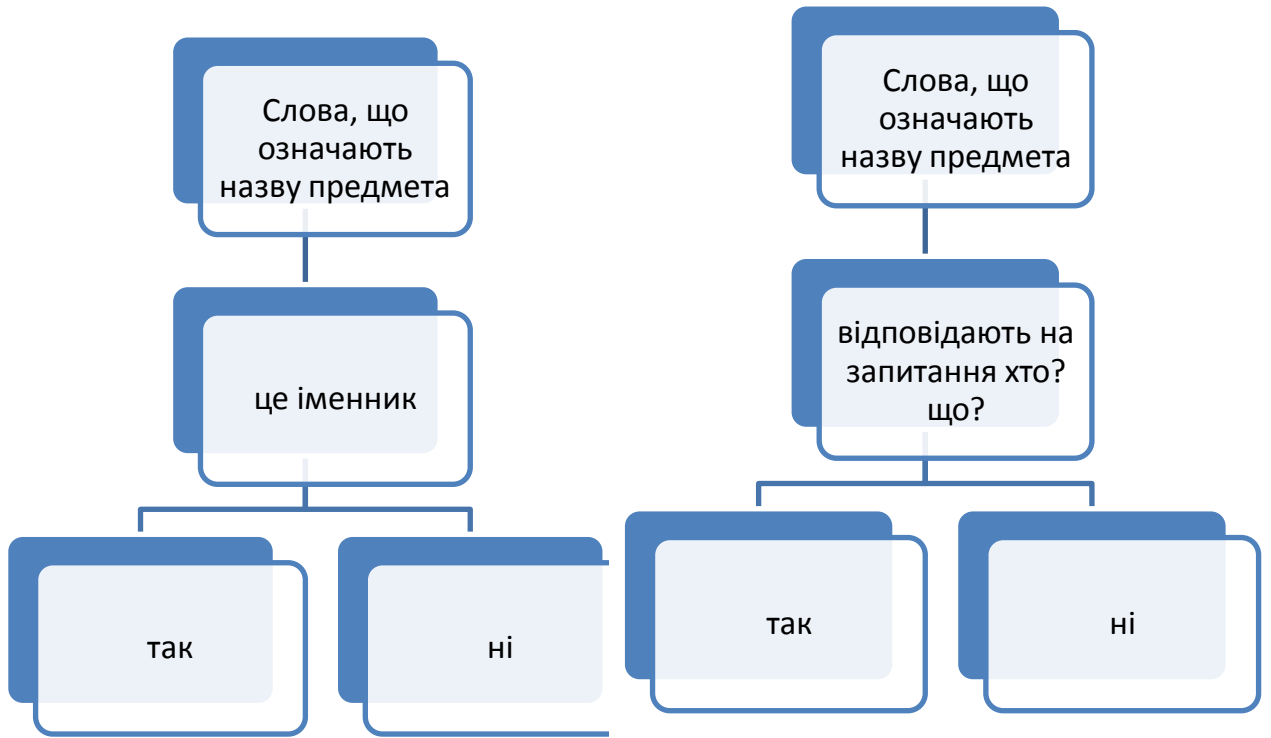 Слова, що
означають
назву предмета
це іменник
так
ні
Слова, що
означають
назву предмета
відповідають на
запитання хто?
що?
так
ні